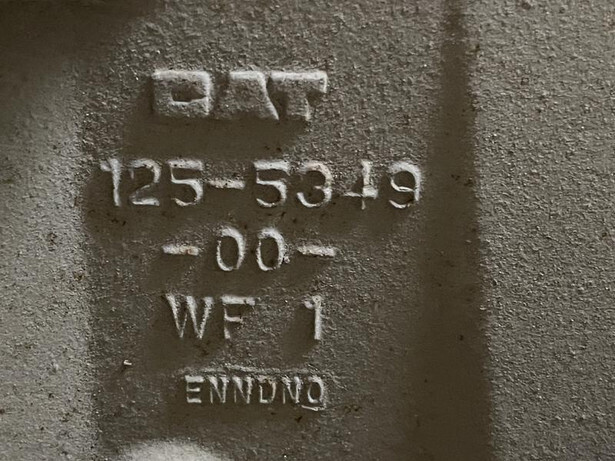 CAT
125-5349
-00-
WF 1
ENNDNQ